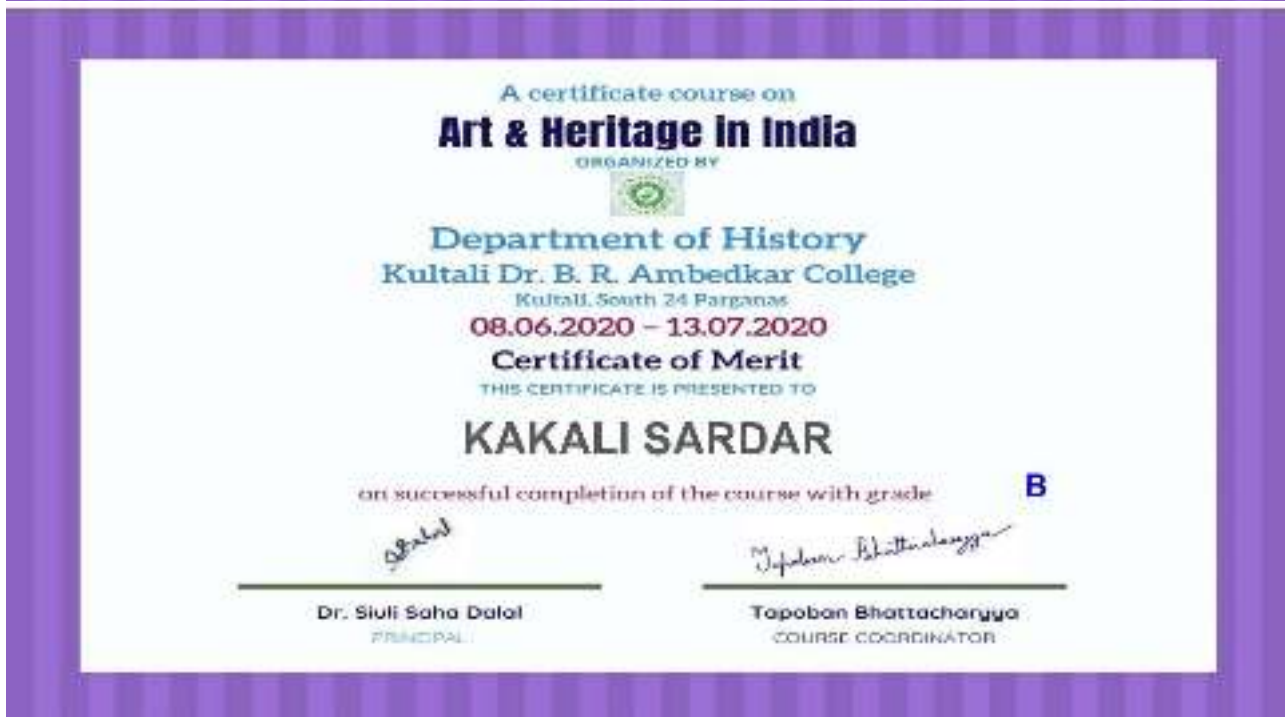 A certificate course on
Art & Heritage in India
ORGANIZED BY
Department of History
Kultali Dr. B. R. Ambedkar College
Kultali, South 24 Parganas
08.06.2020 – 13.07.2020
Certificate of Merit
THIS CERTIFICATE IS PRESENTED TO
KAKALI SARDAR
on successful completion of the course with grade B
Tapoban Bhattacharyya
Dr. Siuli Saha Dalal Tapoban Bhattacharyya
PRINCIPAL COURSE COORDINATOR